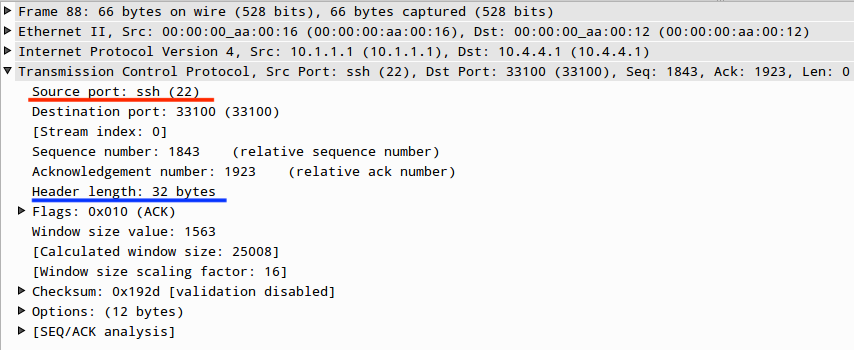 Frame 88: 66 bytes on wire (528 bits), 66 bytes captured (528 bits)
Ethernet II, Src: 00:00:00_aa:00:16 (00:00:00:aa:00:16), Dst: 00:00:00_aa:00:12 (00:00:00:aa:00:12)
Internet Protocol Version 4, Src: 10.1.1.1 (10.1.1.1), Dst: 10.4.4.1 (10.4.4.1)
Transmission Control Protocol, Src Port: ssh (22), Dst Port: 33100 (33100), Seq: 1843, Ack: 1923, Len: 0
Source port: ssh (22)
Destination port: 33100 (33100)
[Stream index: 0]
Sequence number: 1843    (relative sequence number)
Acknowledgement number: 1923    (relative ack number)
Header length: 32 bytes
Flags: 0x010 (ACK)
Window size value: 1563
[Calculated window size: 25008]
[Window size scaling factor: 16]
Checksum: 0x192d [validation disabled]
Options: (12 bytes)
[SEQ/ACK analysis]